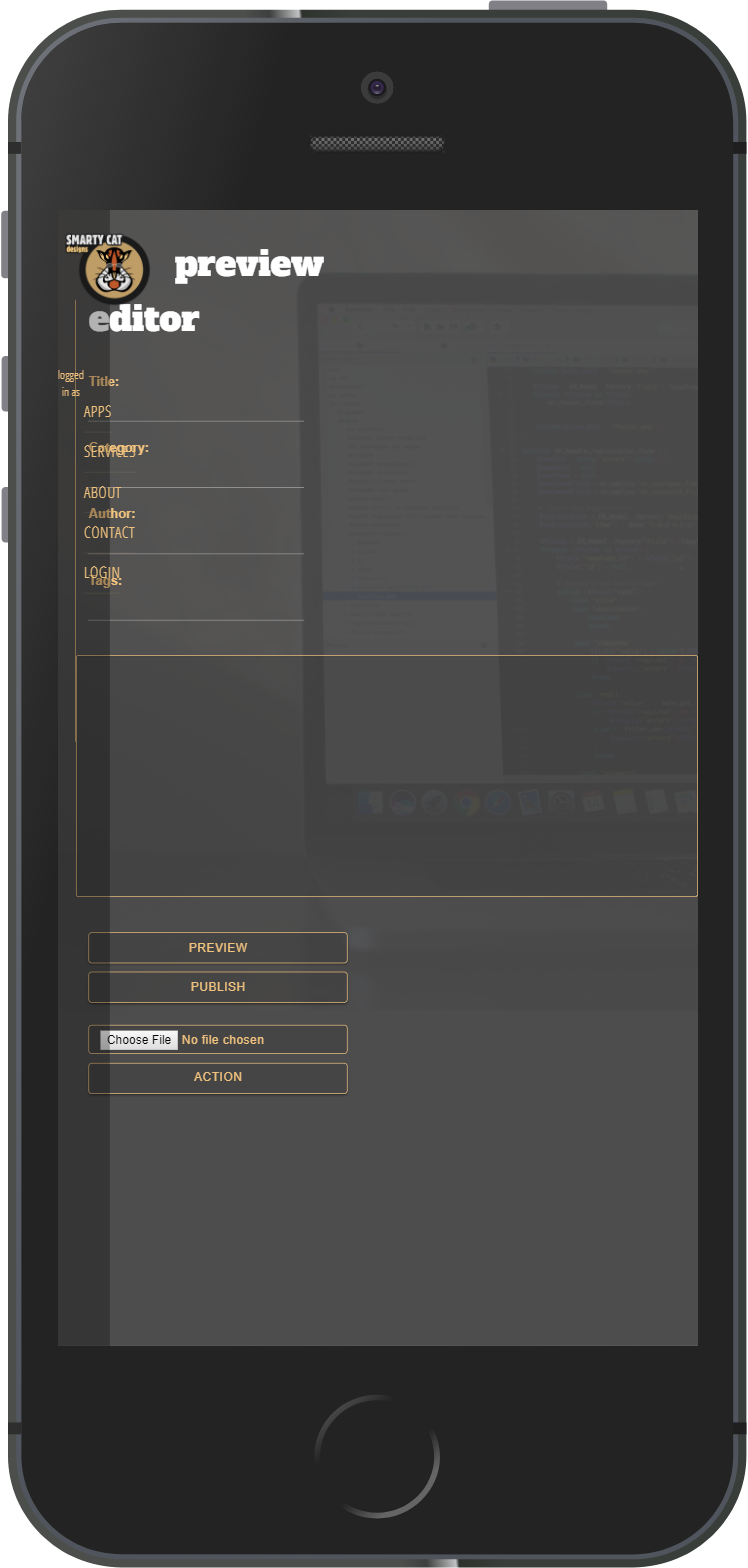 SMARTY CAT
designs
preview
editor
logged
in as
Title:
APPS
Category:
SERVICES
ABOUT
Author:
CONTACT
LOGIN
Tags:
PREVIEW
PUBLISH
Choose File No file chosen
ACTION